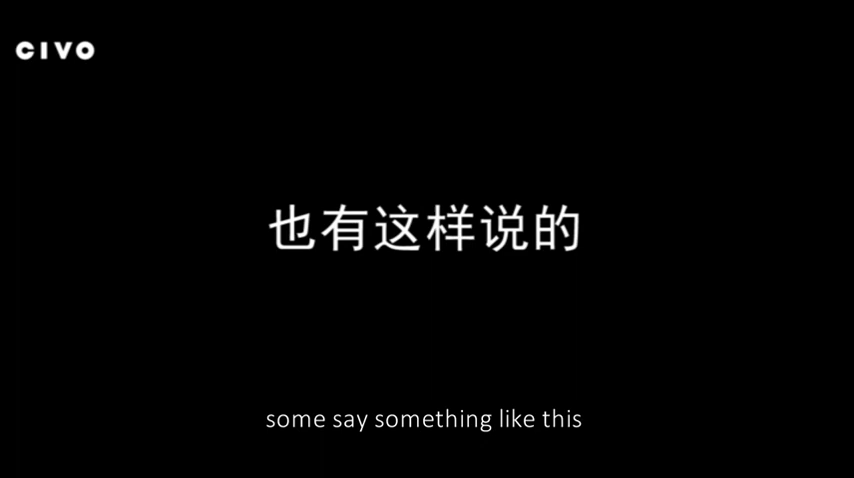 CIVO
也有这样说的
some say something like this